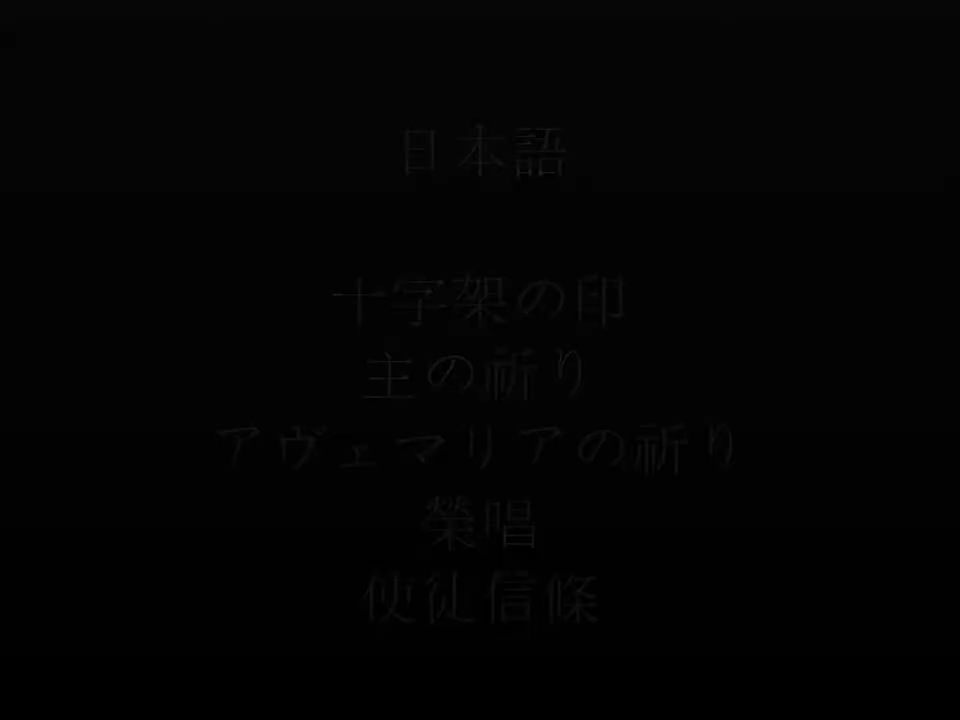 日本語
十字架の印
主の祈り
アヴェマリアの祈り
榮唱
使徒信條